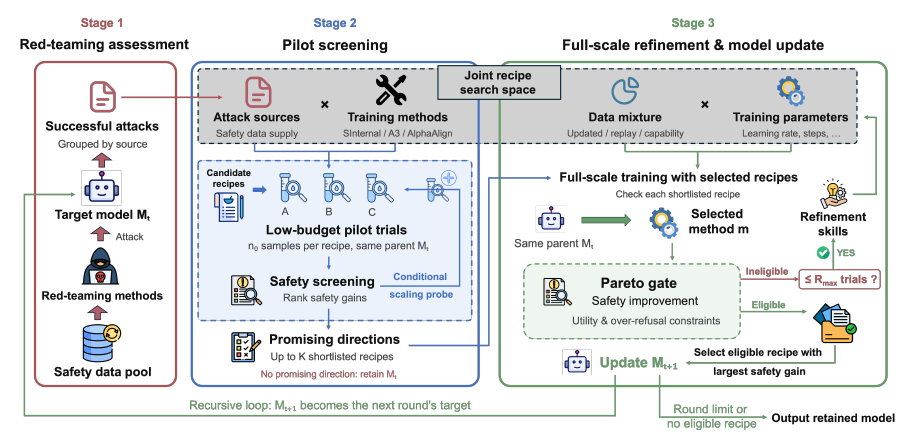 Stage 1
Red-teaming assessment
Successful attacks
Grouped by source
Target model Mt
Attack
Red-teaming methods
Safety data pool
Stage 2
Pilot screening
Joint recipe
search space
Attack sources
Safety data supply
×
Training methods
SInternal / A3 / AlphaAlign
Candidate
recipes
A
B
C
Low-budget pilot trials
n0 samples per recipe, same parent Mt
Safety screening
Rank safety gains
Conditional
scaling probe
Promising directions
Up to K shortlisted recipes
No promising direction: retain Mt
Stage 3
Full-scale refinement & model update
Data mixture
Updated / replay / capability
×
Training parameters
Learning rate, steps, ...
Full-scale training with selected recipes
Check each shortlisted recipe
Same parent Mt
Selected
method m
Refinement
skills
YES
Pareto gate
Safety improvement
Utility & over-refusal constraints
Ineligible
≤ Rmax trials ?
Eligible
Select eligible recipe with
largest safety gain
Update Mt+1
Recursive loop: Mt+1 becomes the next round's target
Round limit or
no eligible recipe
Output retained model